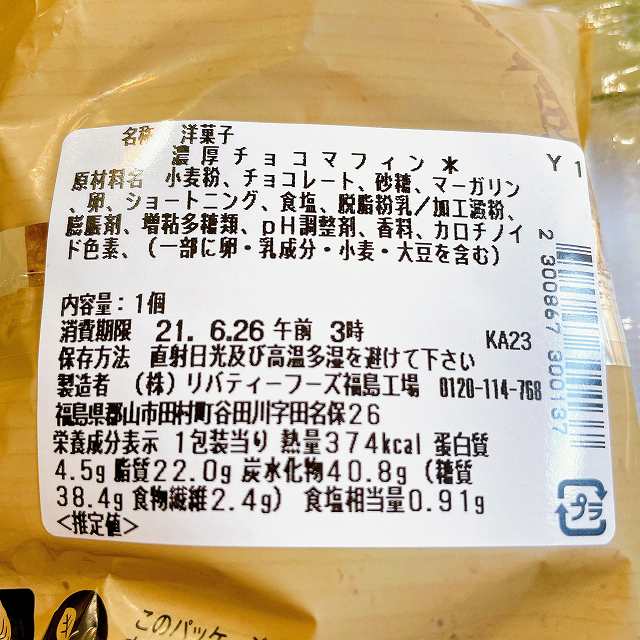 名称 洋菓子
濃厚チョコマフィン*
Y1
原材料名 小麦粉、チョコレート、砂糖、マーガリン
、卵、ショートニング、食塩、脱脂粉乳/加工澱粉、
膨脹剤、増粘多糖類、pH調整剤、香料、カロチノイ
ド色素、(一部に卵・乳成分・小麦・大豆を含む)
内容量:1個
消費期限 21. 6.26 午前 3時
KA23
保存方法 直射日光及び高温多湿を避けて下さい
製造者 (株)リバティーフーズ福島工場 0120-114-768
福島県郡山市田村町谷田川字田名保26
栄養成分表示 1包装当り 熱量374kcal 蛋白質
4.5g 脂質22.0g 炭水化物40.8g (糖質
38.4g 食物繊維2.4g) 食塩相当量0.91g
<推定値>
2 300867 300137
プラ
このパッケー